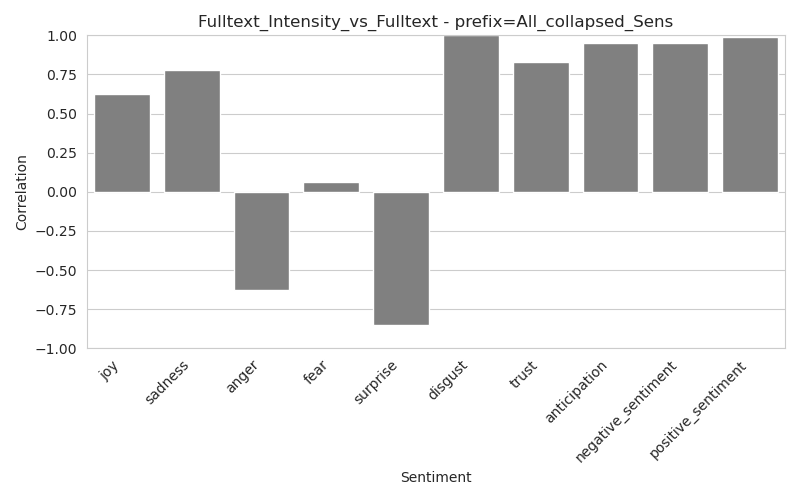 Fulltext_Intensity_vs_Fulltext - prefix=All_collapsed_Sens
1.00
0.75
0.50
0.25
0.00
−0.25
−0.50
−0.75
−1.00
Correlation
joy
sadness
anger
fear
surprise
disgust
trust
anticipation
negative_sentiment
positive_sentiment
Sentiment